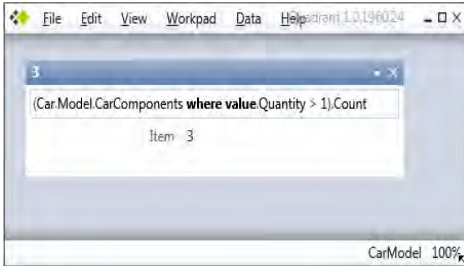 File Edit View Workpad Data Help
3
(Car.Model.CarComponents where value.Quantity > 1).Count
Item 3
CarModel 100%